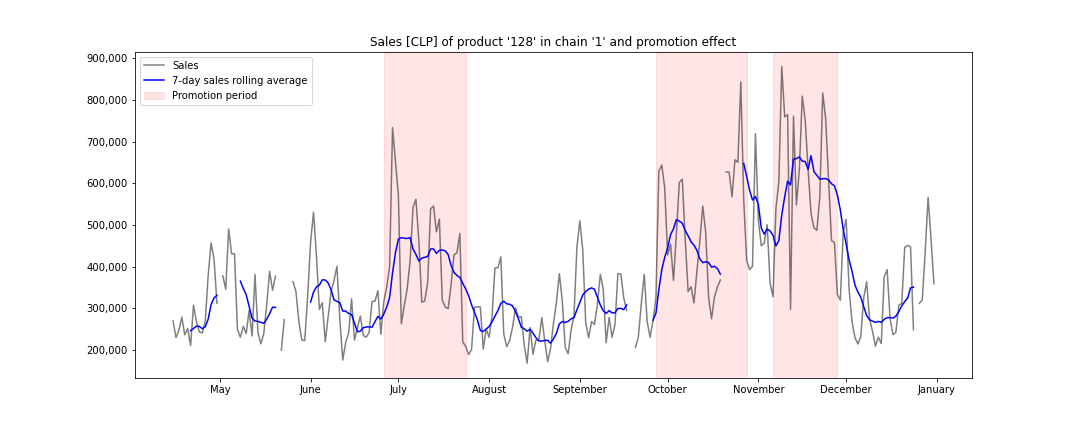 Sales [CLP] of product '128' in chain '1' and promotion effect
900,000
800,000
700,000
600,000
500,000
400,000
300,000
200,000
Sales
7-day sales rolling average
Promotion period
May June July August September October November December January